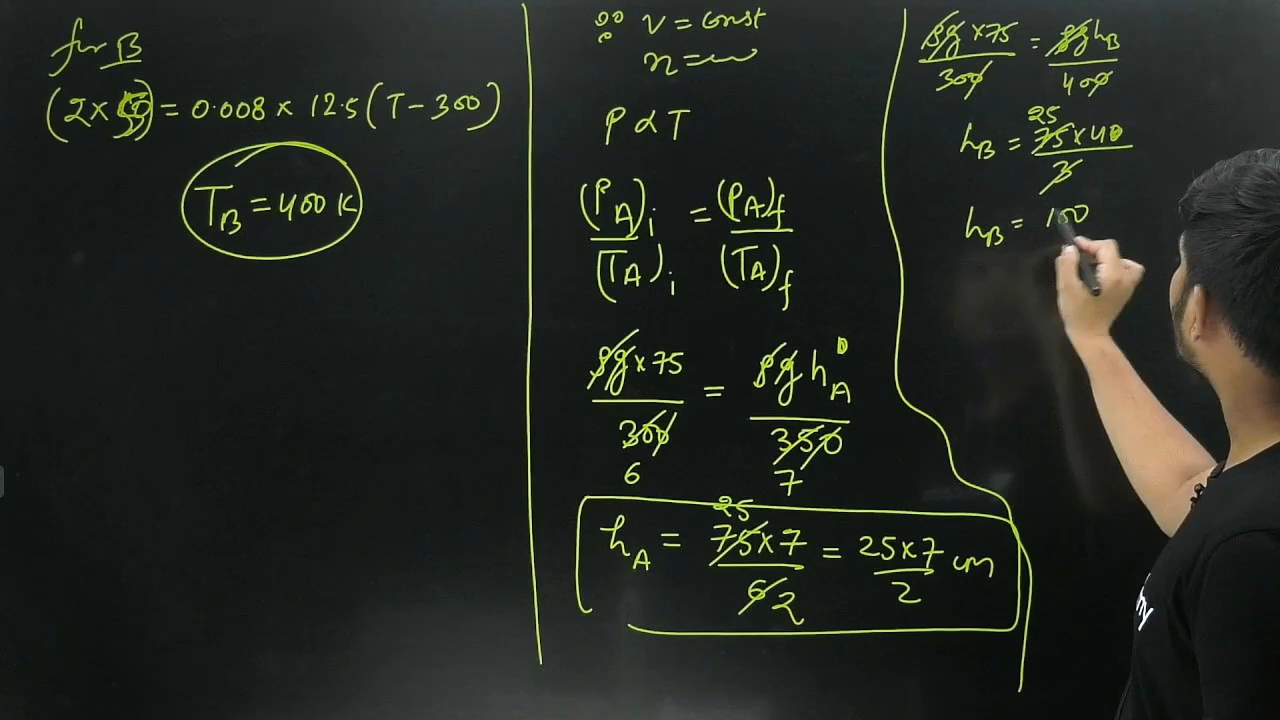 for B
(2×5) = 0.008 × 12.5 (T - 300)
T_B = 400 K
∵ V = const
n = "
P ∝ T
(P_A)_i / (T_A)_i = (P_A)_f / (T_A)_f
ρg × 75 / 300 = ρg h_A / 350
6 7
h_A = 75 × 7 / 6 = 25 × 7 / 2 cm
25
2
ρg × 75 / 300 = ρg h_B / 400
25
h_B = 75 × 40 / 3
h_B = 100